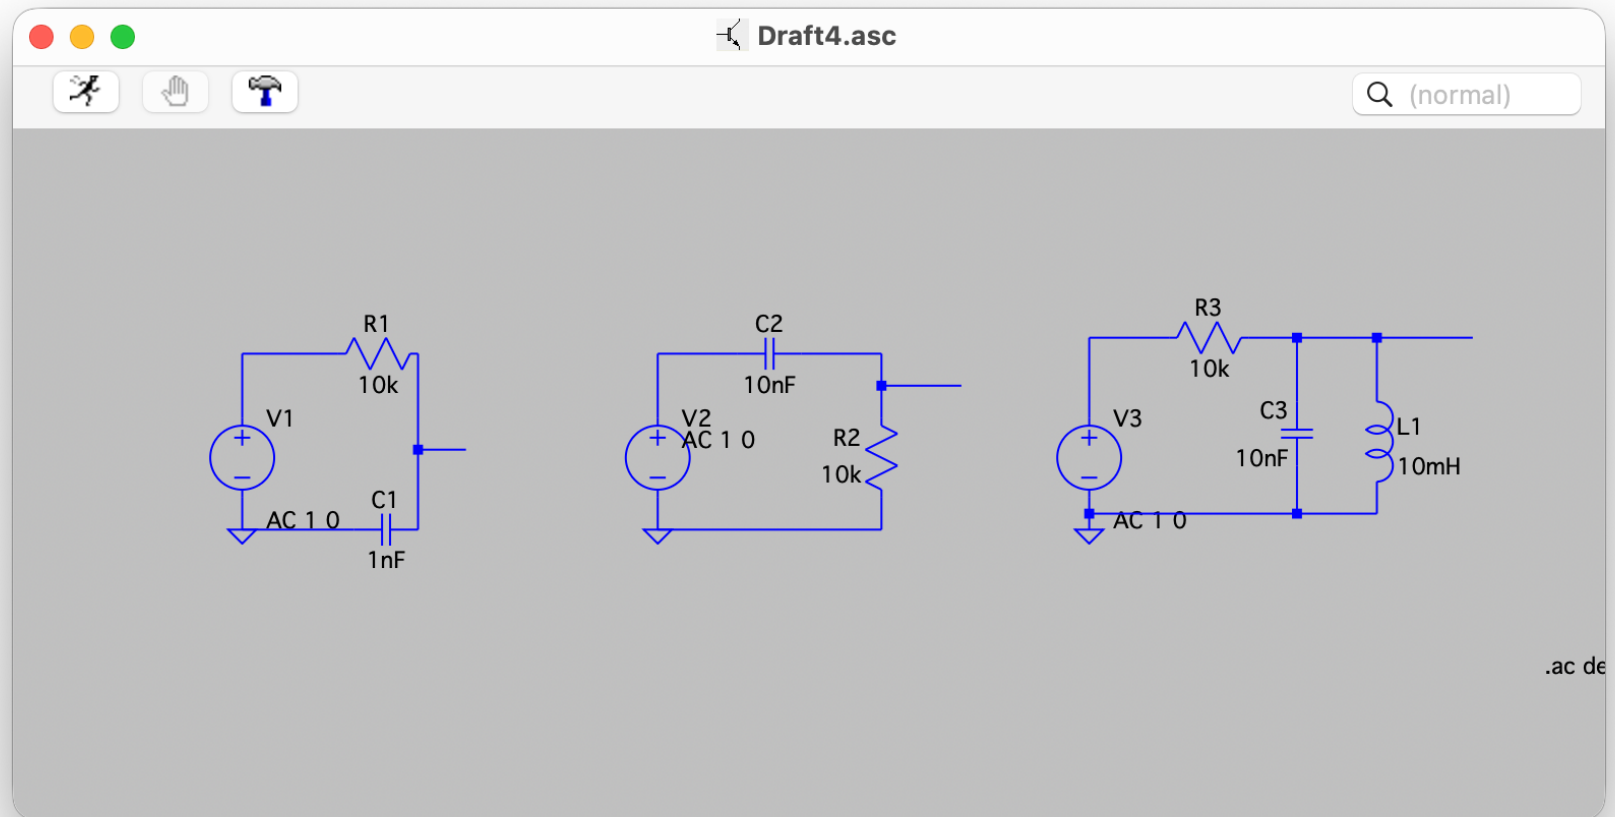 Draft4.asc
(normal)
R1
10k
V1
AC 1 0
C1
1nF
C2
10nF
V2
AC 1 0
R2
10k
R3
10k
V3
AC 1 0
C3
10nF
L1
10mH
.ac de